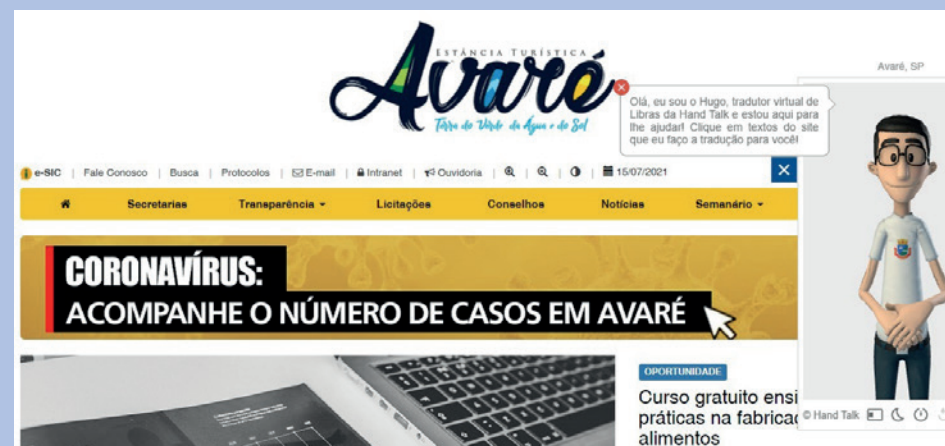 ESTÂNCIA TURÍSTICA
Avaré
Terra do Verde da Água e do Sol
Avaré, SP
Olá, eu sou o Hugo, tradutor virtual de
Libras da Hand Talk e estou aqui para
lhe ajudar! Clique em textos do site
que eu faço a tradução para você!
e-SIC | Fale Conosco | Busca | Protocolos | E-mail | Intranet | Ouvidoria | 15/07/2021
Secretarias Transparência Licitações Conselhos Notícias Semanário
CORONAVÍRUS:
ACOMPANHE O NÚMERO DE CASOS EM AVARÉ
OPORTUNIDADE
Curso gratuito ensi
práticas na fabricaç
alimentos
© Hand Talk